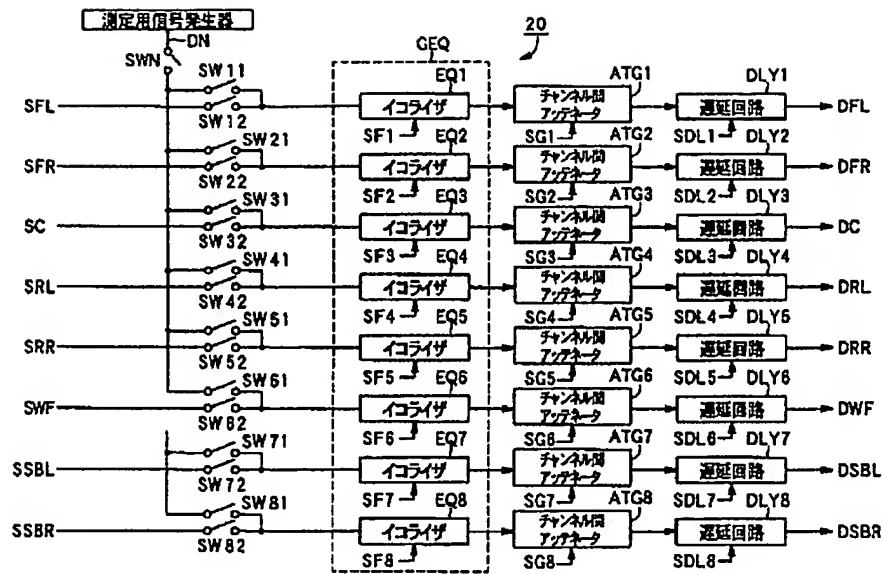 測定用信号発生器
DN
SWN
GEQ
20
SW11
EQ1
ATG1
DLY1
SFL
イコライザ
チャンネル間
アッテネータ
遅延回路
DFL
SW12
SF1
SG1
SDL1
SW21
EQ2
ATG2
DLY2
SFR
イコライザ
チャンネル間
アッテネータ
遅延回路
DFR
SW22
SF2
SG2
SDL2
SW31
EQ3
ATG3
DLY3
SC
イコライザ
チャンネル間
アッテネータ
遅延回路
DC
SW32
SF3
SG3
SDL3
SW41
EQ4
ATG4
DLY4
SRL
イコライザ
チャンネル間
アッテネータ
遅延回路
DRL
SW42
SF4
SG4
SDL4
SW51
EQ5
ATG5
DLY5
SRR
イコライザ
チャンネル間
アッテネータ
遅延回路
DRR
SW52
SF5
SG5
SDL5
SW61
EQ6
ATG6
DLY6
SWF
イコライザ
チャンネル間
アッテネータ
遅延回路
DWF
SW62
SF6
SG6
SDL6
SW71
EQ7
ATG7
DLY7
SSBL
イコライザ
チャンネル間
アッテネータ
遅延回路
DSBL
SW72
SF7
SG7
SDL7
SW81
EQ8
ATG8
DLY8
SSBR
イコライザ
チャンネル間
アッテネータ
遅延回路
DSBR
SW82
SF8
SG8
SDL8